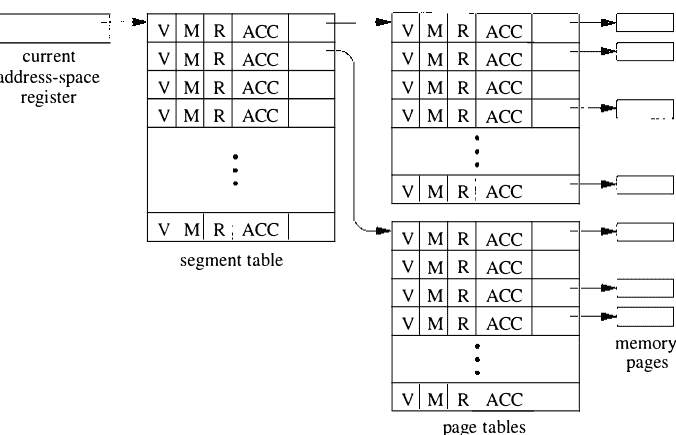 V M R ACC
V M R ACC
V M R ACC
V M R ACC
V M R ACC
segment table
current
address-space
register
V M R ACC
V M R ACC
V M R ACC
V M R ACC
V M R ACC
V M R ACC
V M R ACC
V M R ACC
V M R ACC
V M R ACC
page tables
memory
pages